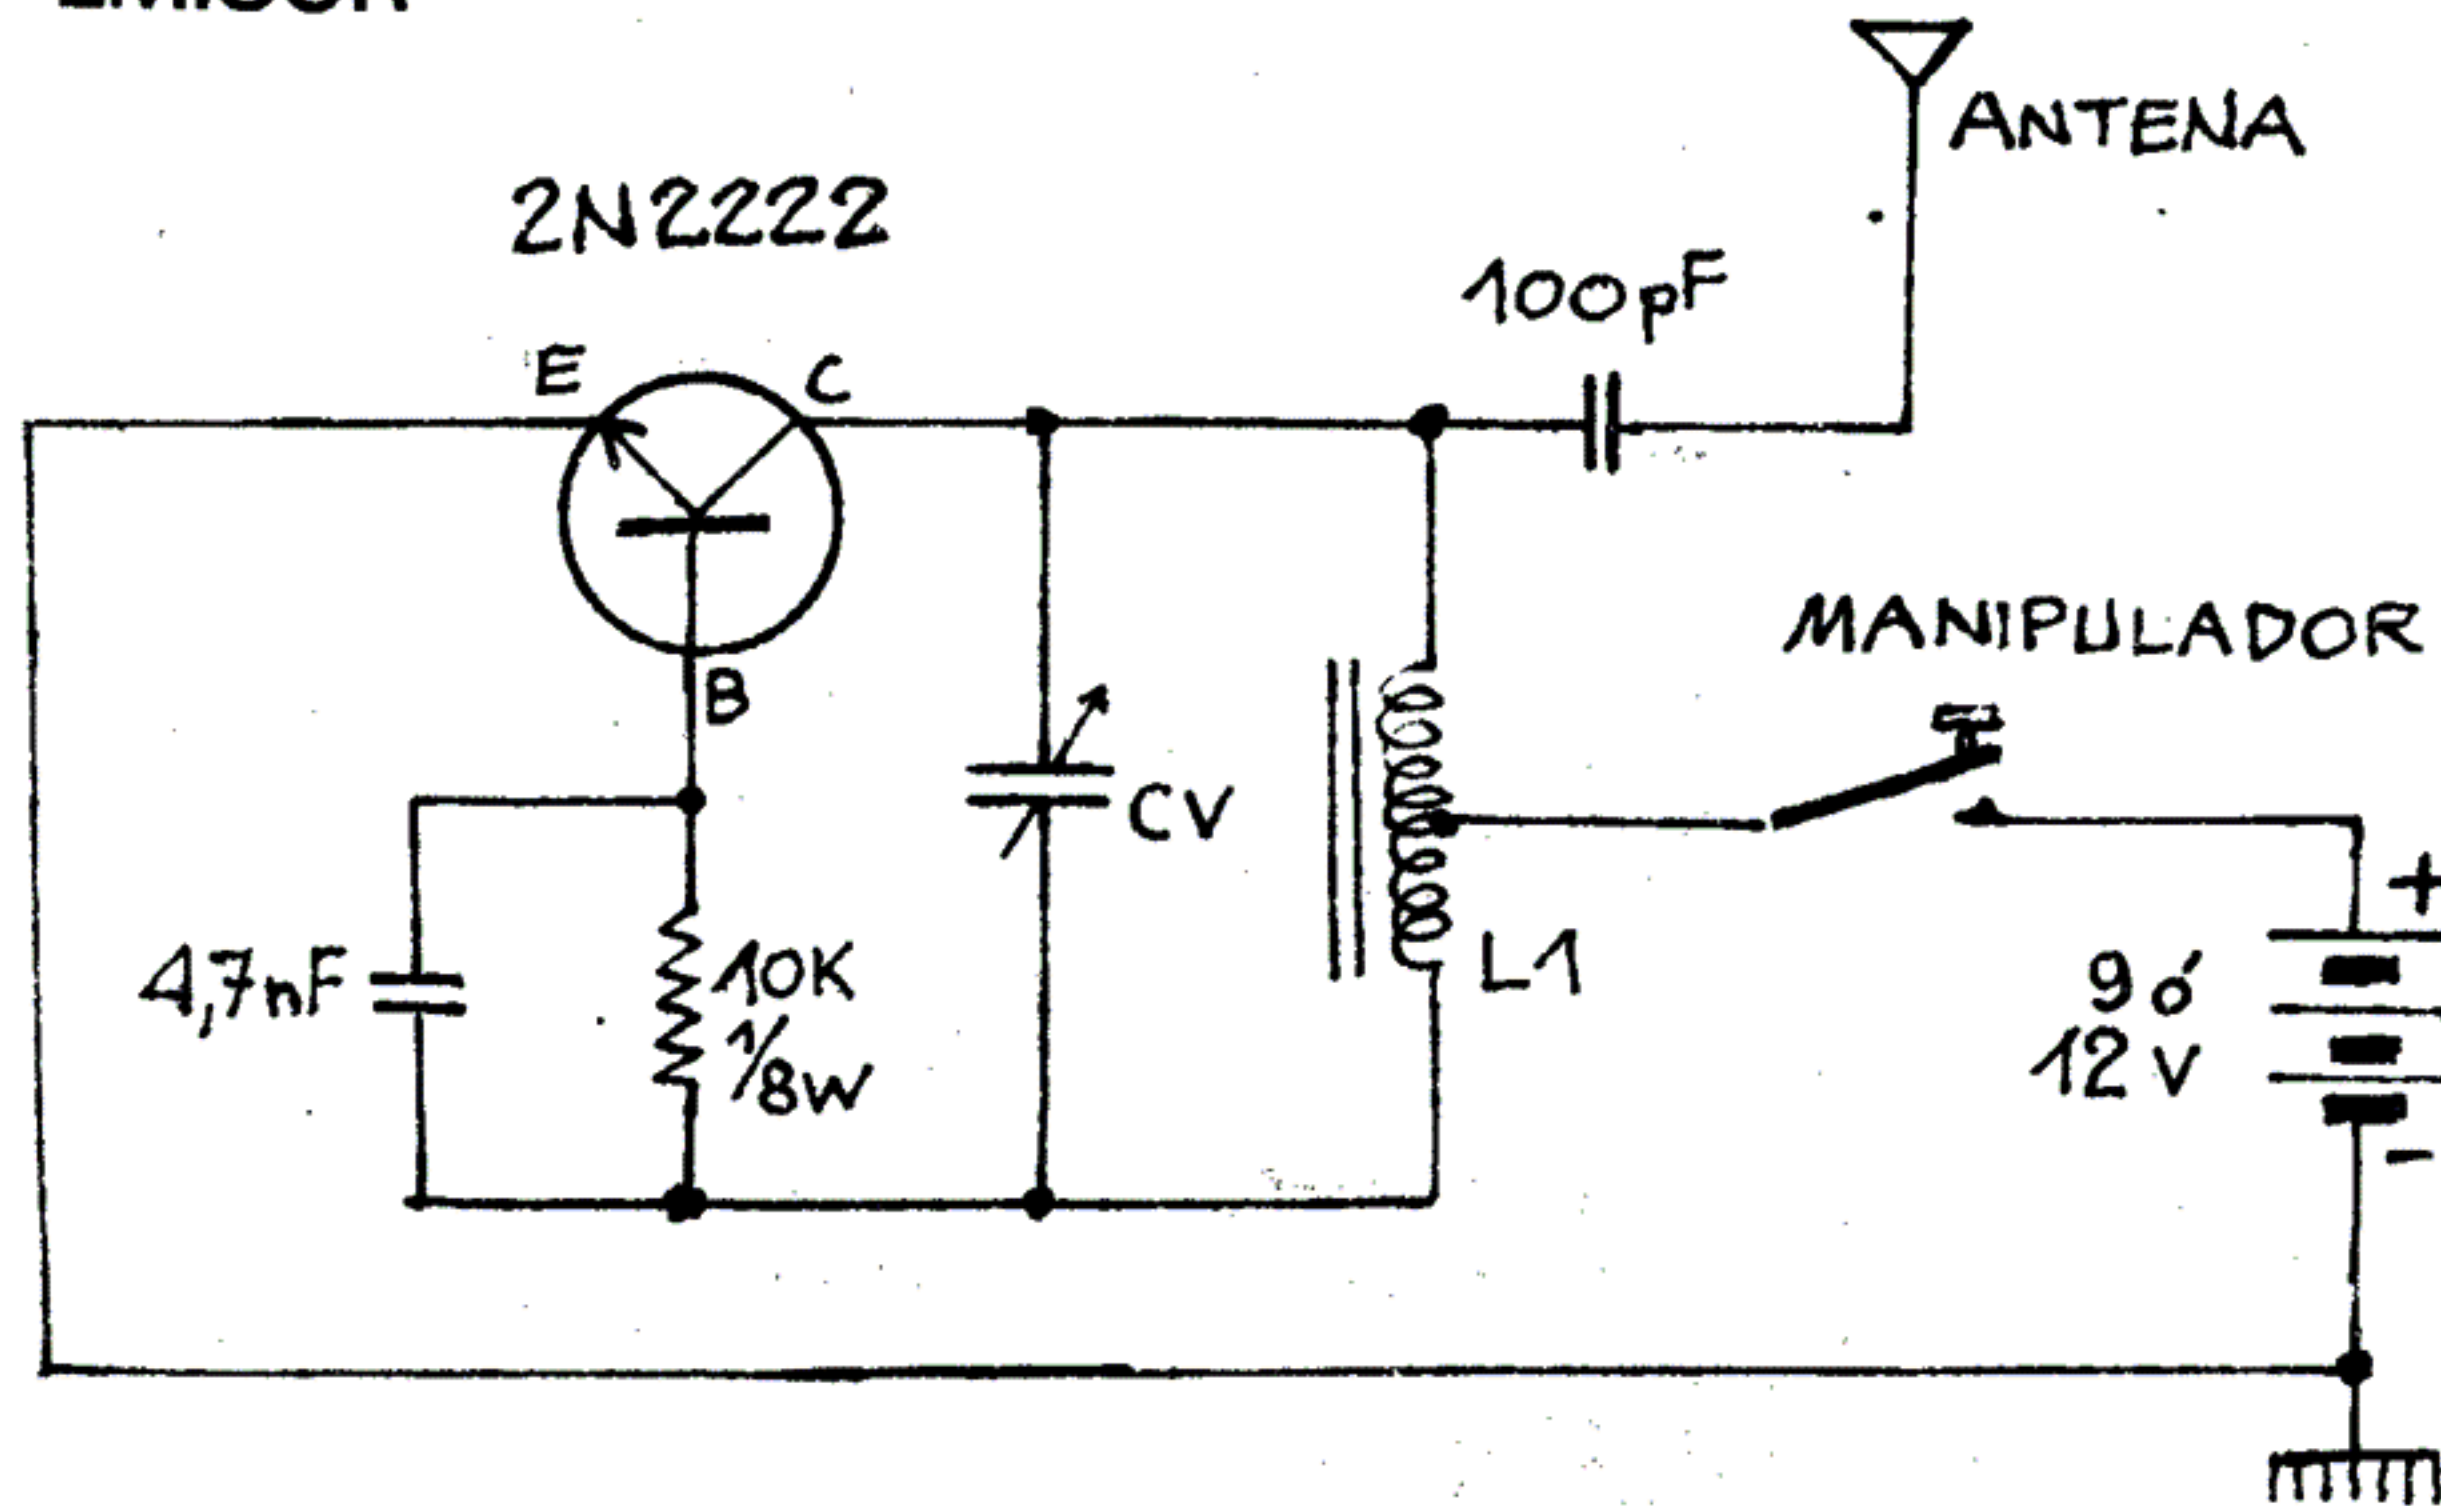 2N2222
ANTENA
100pF
E
C
B
MANIPULADOR
CV
+
4,7nF
10K
1/8W
L1
9 ó
12 V
-